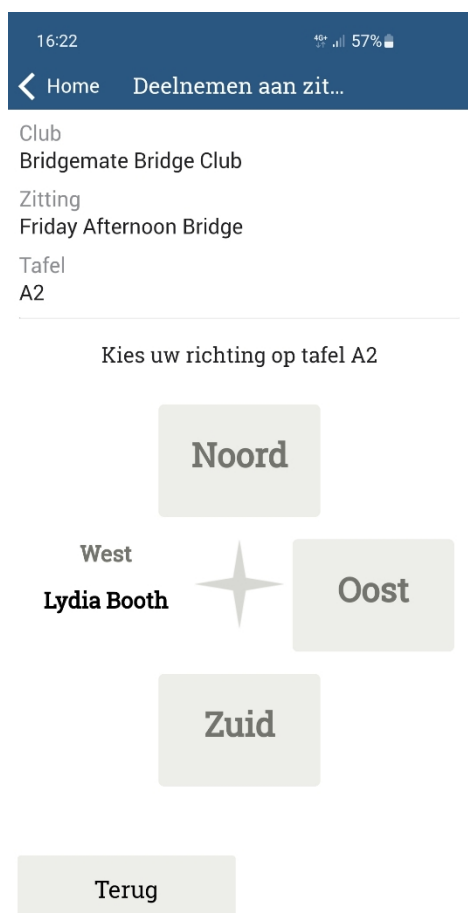 16:22 4G+ 57%
Home Deelnemen aan zit...
Club
Bridgemate Bridge Club
Zitting
Friday Afternoon Bridge
Tafel
A2
Kies uw richting op tafel A2
Noord
West
Lydia Booth
Oost
Zuid
Terug